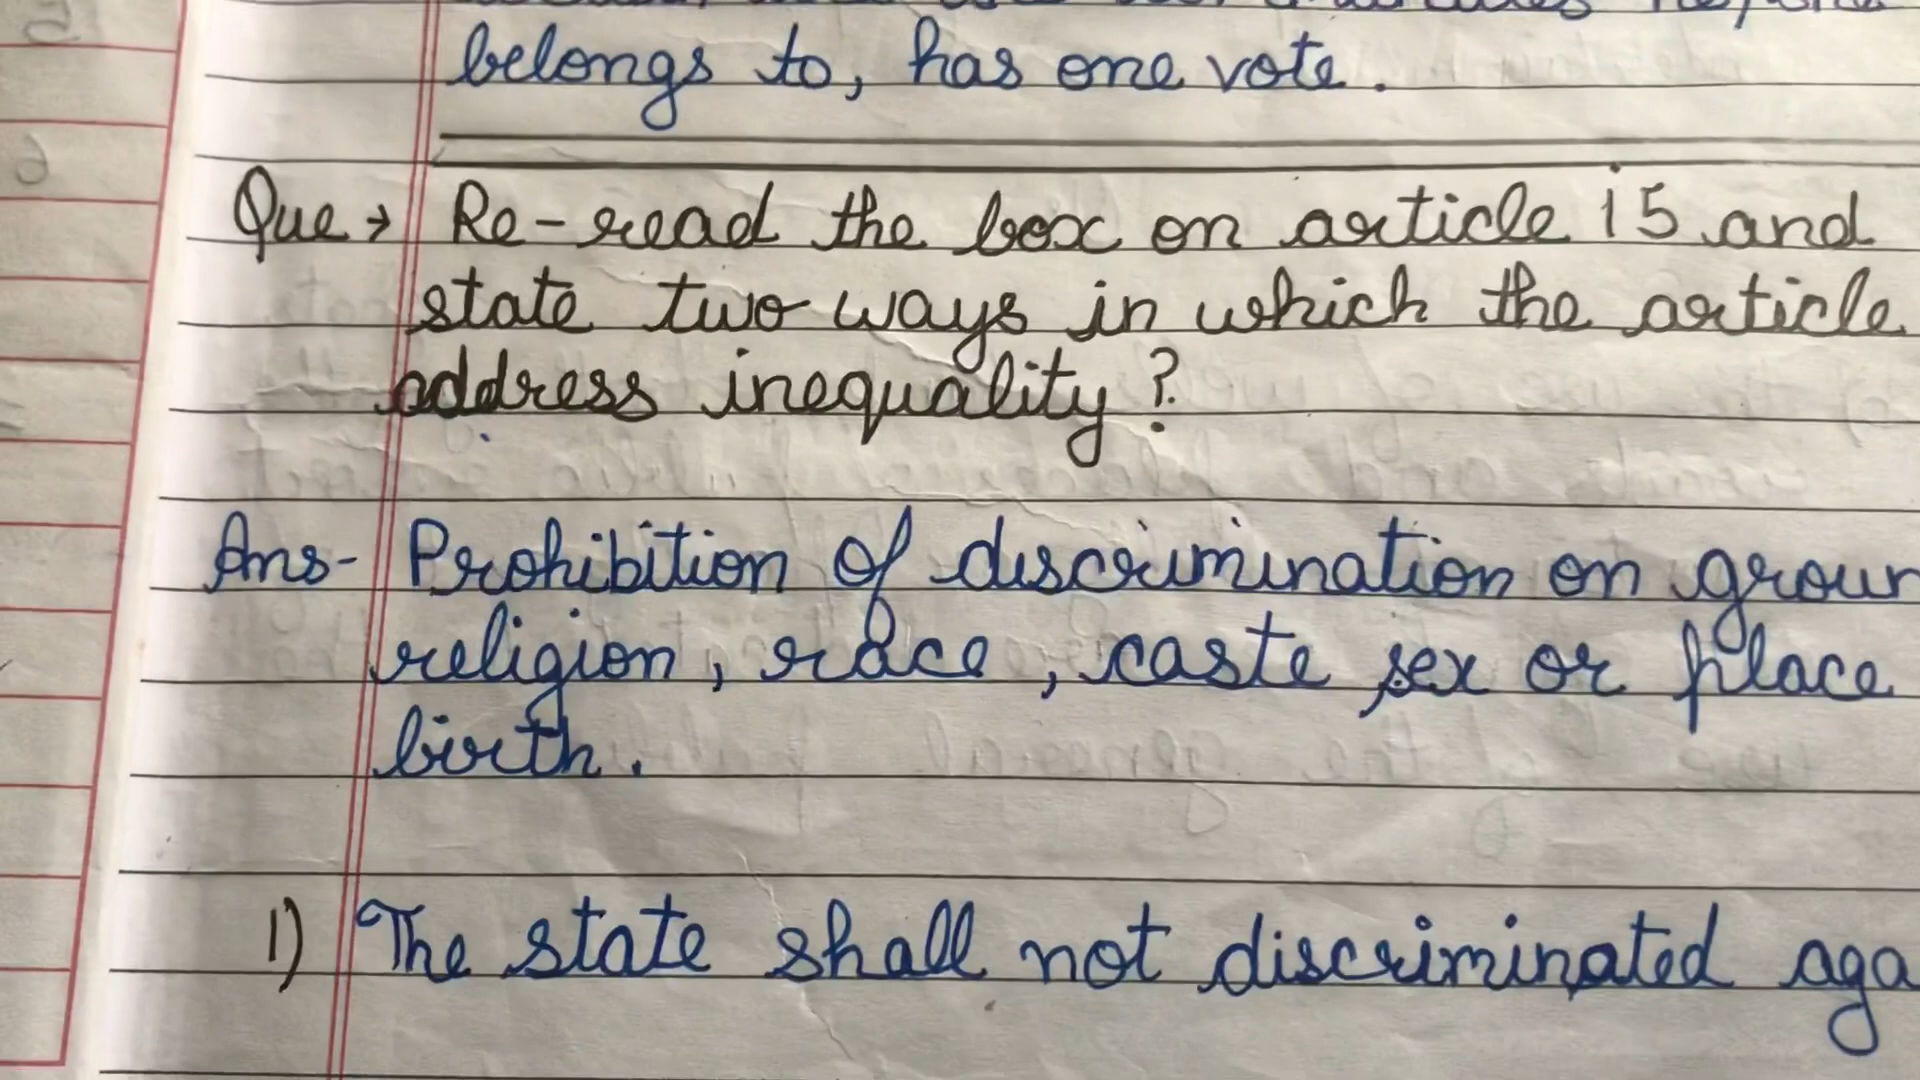 belongs to, has one vote.
Que → Re-read the box on article 15 and
state two ways in which the article
address inequality ?
Ans- Prohibition of discrimination on groun
religion, race, caste sex or place
birth.
1) The state shall not discriminated aga